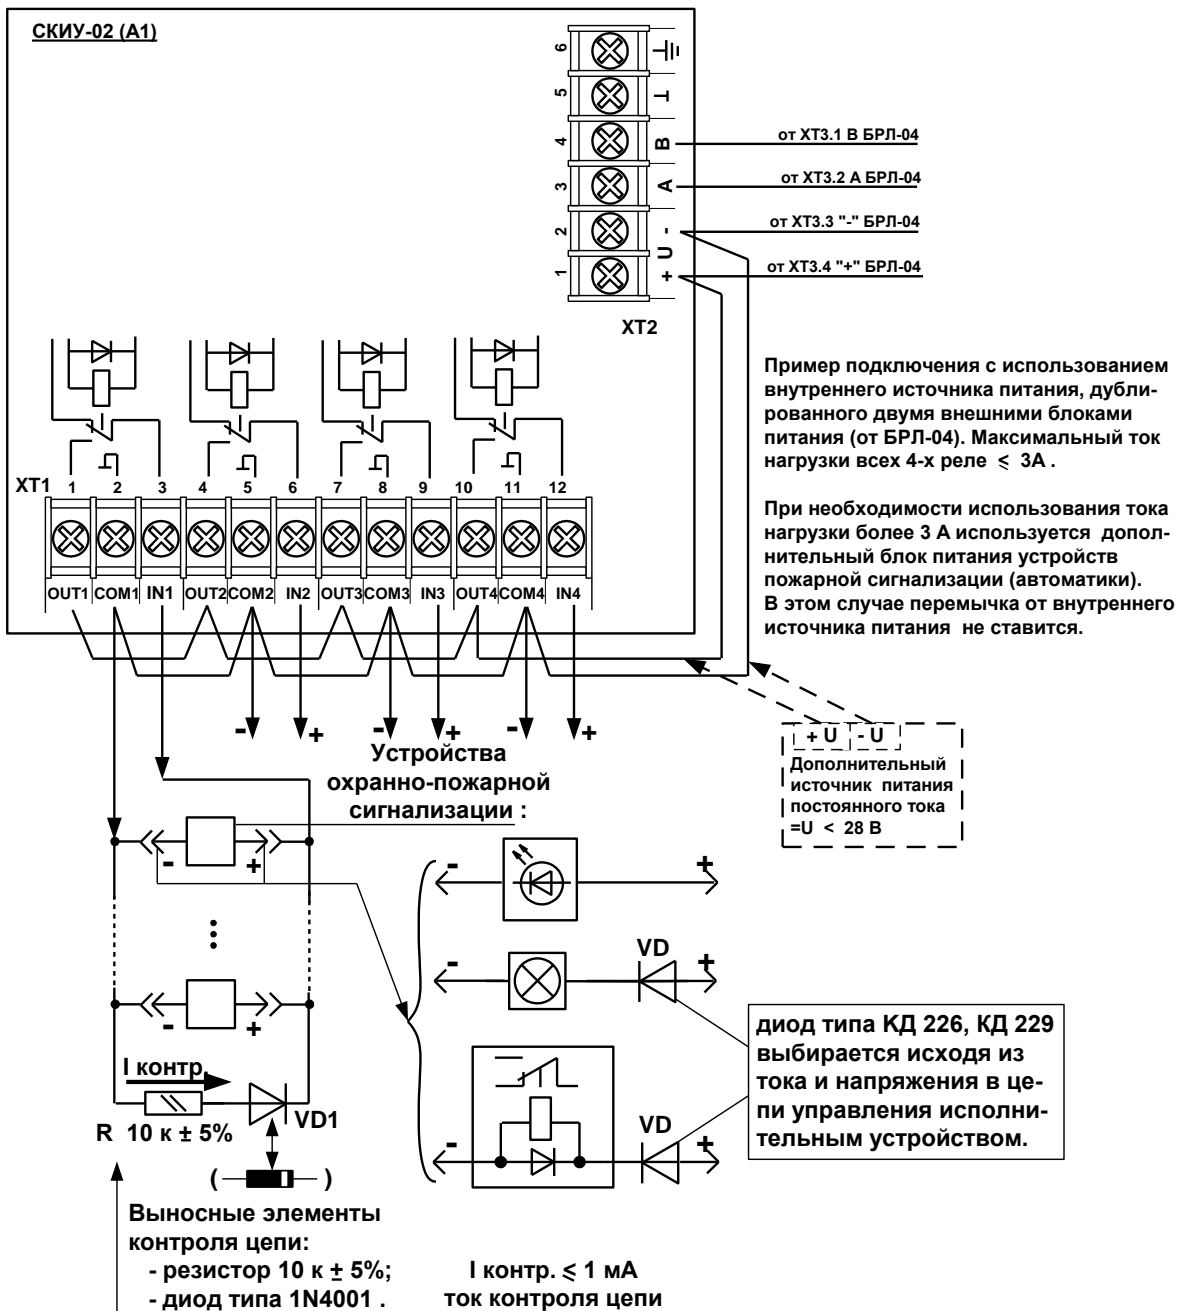 СКИУ-02 (А1)
6
5
4 B
3 A
2 -
U
1 +
от ХТ3.1 В БРЛ-04
от ХТ3.2 А БРЛ-04
от ХТ3.3 "-" БРЛ-04
от ХТ3.4 "+" БРЛ-04
XT2
Пример подключения с использованием
внутреннего источника питания, дубли-
рованного двумя внешними блоками
питания (от БРЛ-04). Максимальный ток
нагрузки всех 4-х реле ⩽ 3А .
При необходимости использования тока
нагрузки более 3 А используется допол-
нительный блок питания устройств
пожарной сигнализации (автоматики).
В этом случае перемычка от внутреннего
источника питания не ставится.
XT1 1 2 3 4 5 6 7 8 9 10 11 12
OUT1 COM1 IN1 OUT2 COM2 IN2 OUT3 COM3 IN3 OUT4 COM4 IN4
- + - + - +
Устройства
охранно-пожарной
сигнализации :
+ U - U
Дополнительный
источник питания
постоянного тока
=U < 28 В
- +
- +
- VD +
- +
диод типа КД 226, КД 229
выбирается исходя из
тока и напряжения в це-
пи управления исполни-
тельным устройством.
I контр.
VD1
R 10 к ± 5%
- VD +
( )
Выносные элементы
контроля цепи:
- резистор 10 к ± 5%;
- диод типа 1N4001 .
I контр. ⩽ 1 мА
ток контроля цепи